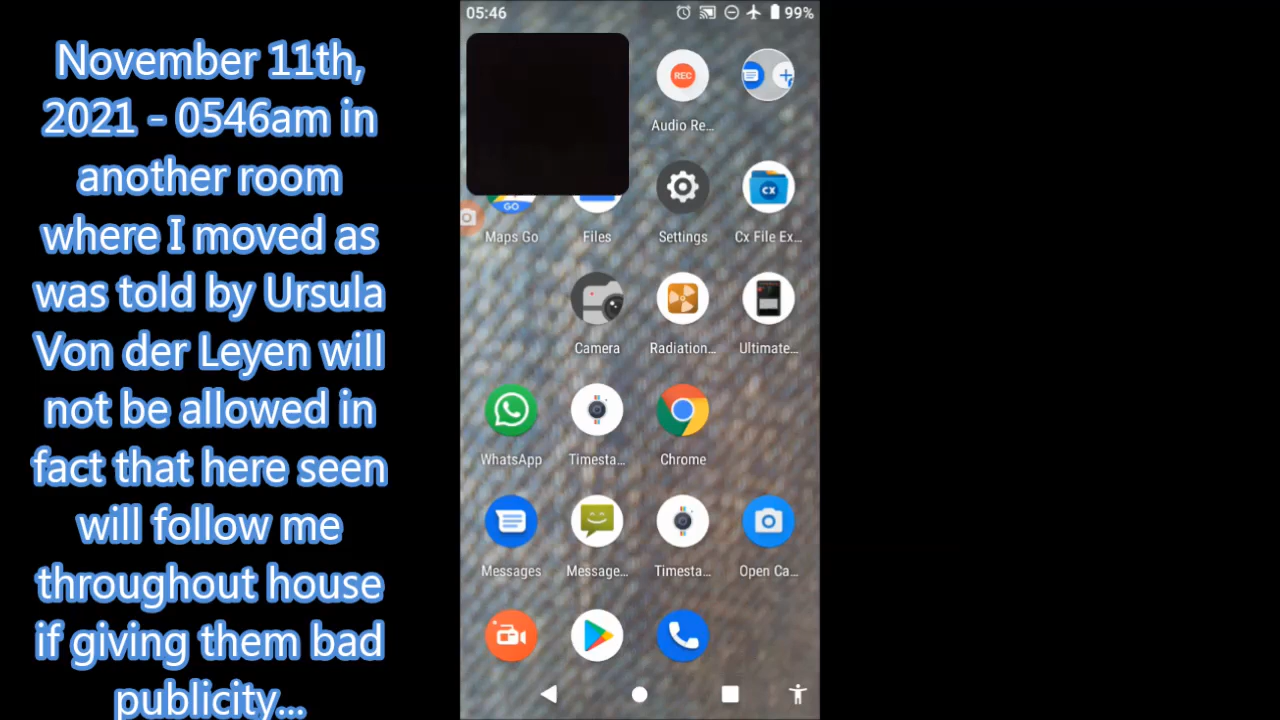 November 11th,
2021 - 0546am in
another room
where I moved as
was told by Ursula
Von der Leyen will
not be allowed in
fact that here seen
will follow me
throughout house
if giving them bad
publicity...
05:46
99%
REC
Audio Re...
GO
CX
Maps Go
Files
Settings
Cx File Ex...
Camera
Radiation...
Ultimate...
WhatsApp
Timesta...
Chrome
Messages
Message...
Timesta...
Open Ca...